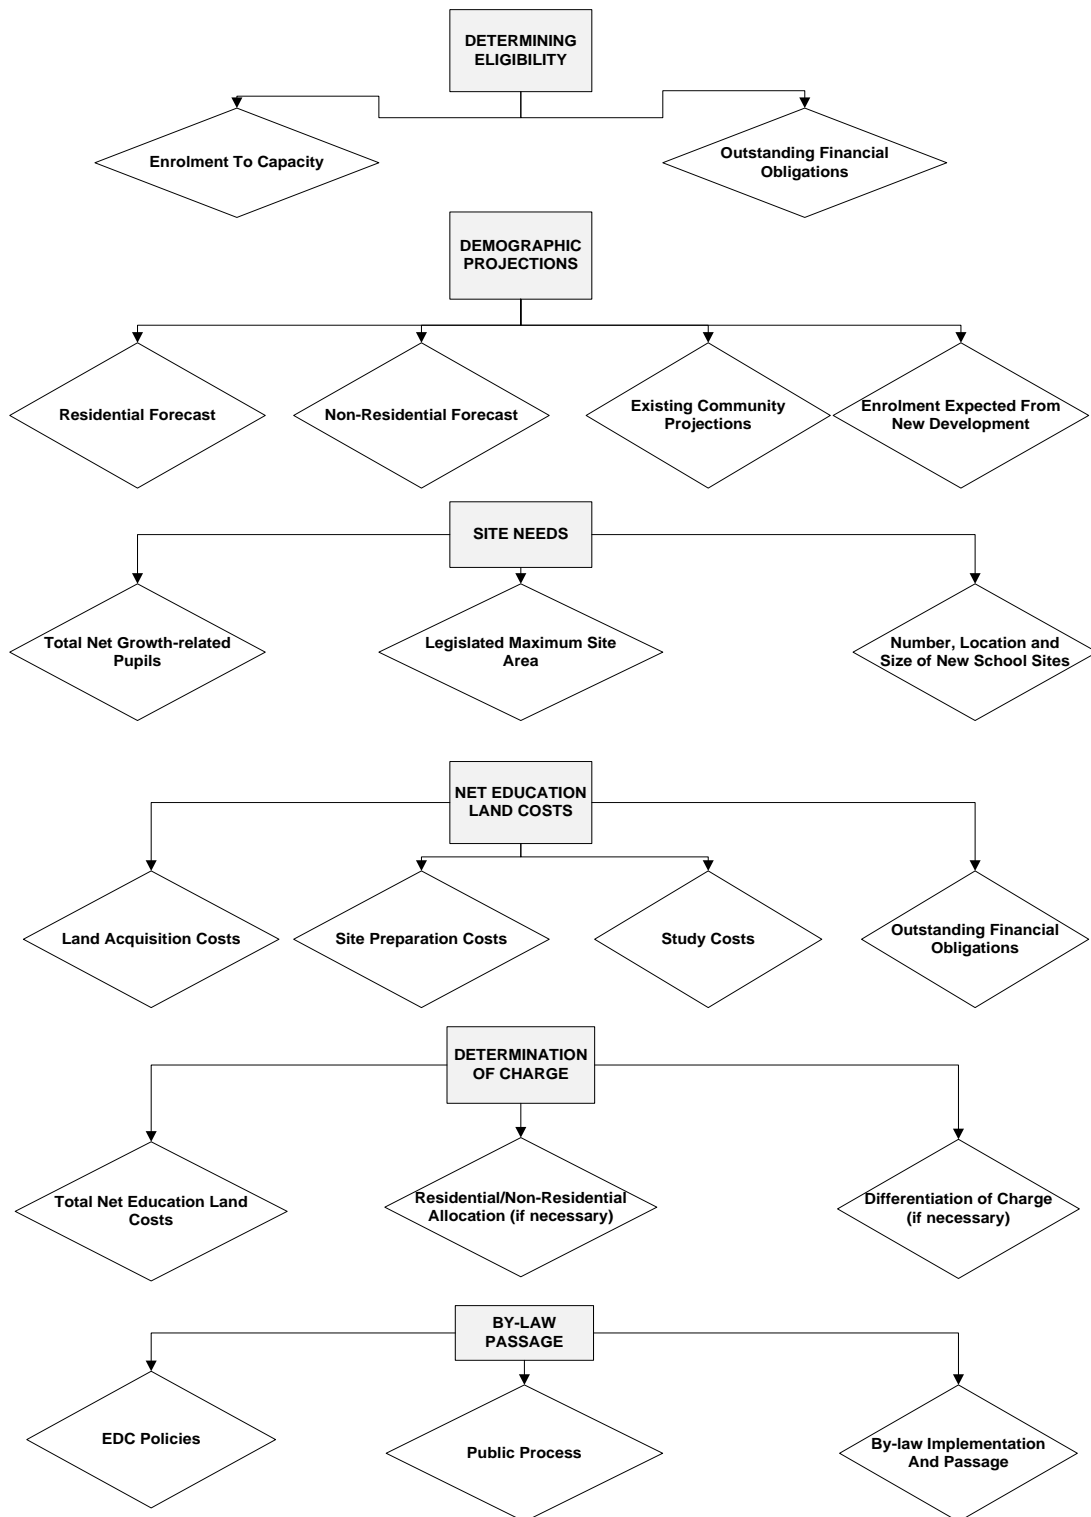 DETERMINING
ELIGIBILITY
Enrolment To Capacity
Outstanding Financial
Obligations
DEMOGRAPHIC
PROJECTIONS
Residential Forecast
Non-Residential Forecast
Existing Community
Projections
Enrolment Expected From
New Development
SITE NEEDS
Total Net Growth-related
Pupils
Legislated Maximum Site
Area
Number, Location and
Size of New School Sites
NET EDUCATION
LAND COSTS
Land Acquisition Costs
Site Preparation Costs
Study Costs
Outstanding Financial
Obligations
DETERMINATION
OF CHARGE
Total Net Education Land
Costs
Residential/Non-Residential
Allocation (if necessary)
Differentiation of Charge
(if necessary)
BY-LAW
PASSAGE
EDC Policies
Public Process
By-law Implementation
And Passage